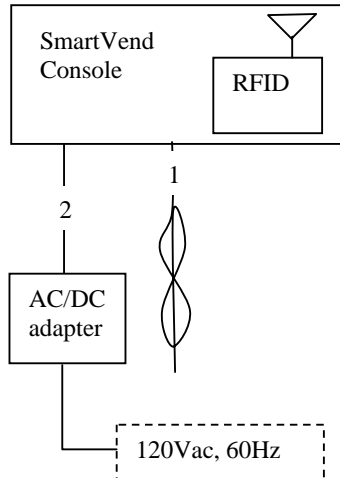 SmartVend
Console
RFID
1
2
AC/DC
adapter
120Vac, 60Hz